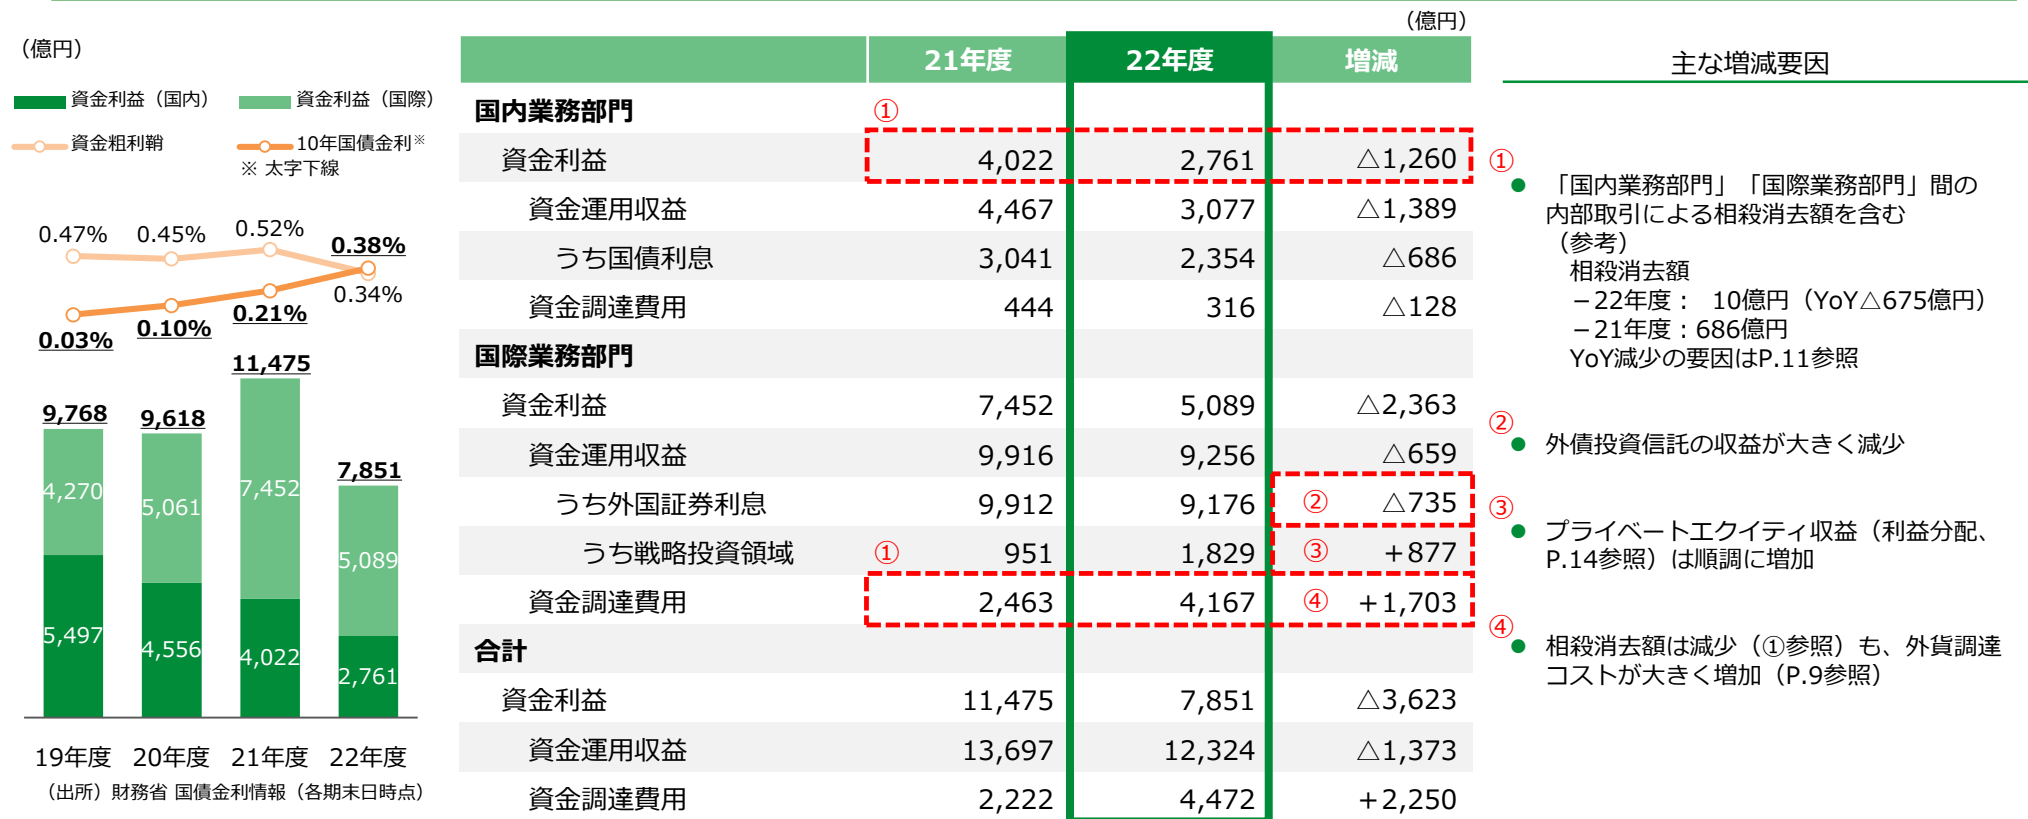 （億円）
資金利益（国内）
資金利益（国際）
資金粗利鞘
10年国債金利※
※ 太字下線
0.47%
0.45%
0.52%
0.38%
0.34%
0.03%
0.10%
0.21%
11,475
9,768
9,618
7,851
4,270
5,061
7,452
5,089
5,497
4,556
4,022
2,761
19年度
20年度
21年度
22年度
（出所）財務省 国債金利情報（各期末日時点）
（億円）
21年度 22年度 増減
国内業務部門 ①
資金利益 4,022 2,761 △1,260
資金運用収益 4,467 3,077 △1,389
うち国債利息 3,041 2,354 △686
資金調達費用 444 316 △128
国際業務部門
資金利益 7,452 5,089 △2,363
資金運用収益 9,916 9,256 △659
うち外国証券利息 9,912 9,176 ② △735
うち戦略投資領域 ① 951 1,829 ③ +877
資金調達費用 2,463 4,167 ④ +1,703
合計
資金利益 11,475 7,851 △3,623
資金運用収益 13,697 12,324 △1,373
資金調達費用 2,222 4,472 +2,250
主な増減要因
①
● 「国内業務部門」「国際業務部門」間の
内部取引による相殺消去額を含む
（参考）
相殺消去額
－22年度： 10億円（YoY△675億円）
－21年度：686億円
YoY減少の要因はP.11参照
②
● 外債投資信託の収益が大きく減少
③
● プライベートエクイティ収益（利益分配、
P.14参照）は順調に増加
④
● 相殺消去額は減少（①参照）も、外貨調達
コストが大きく増加（P.9参照）